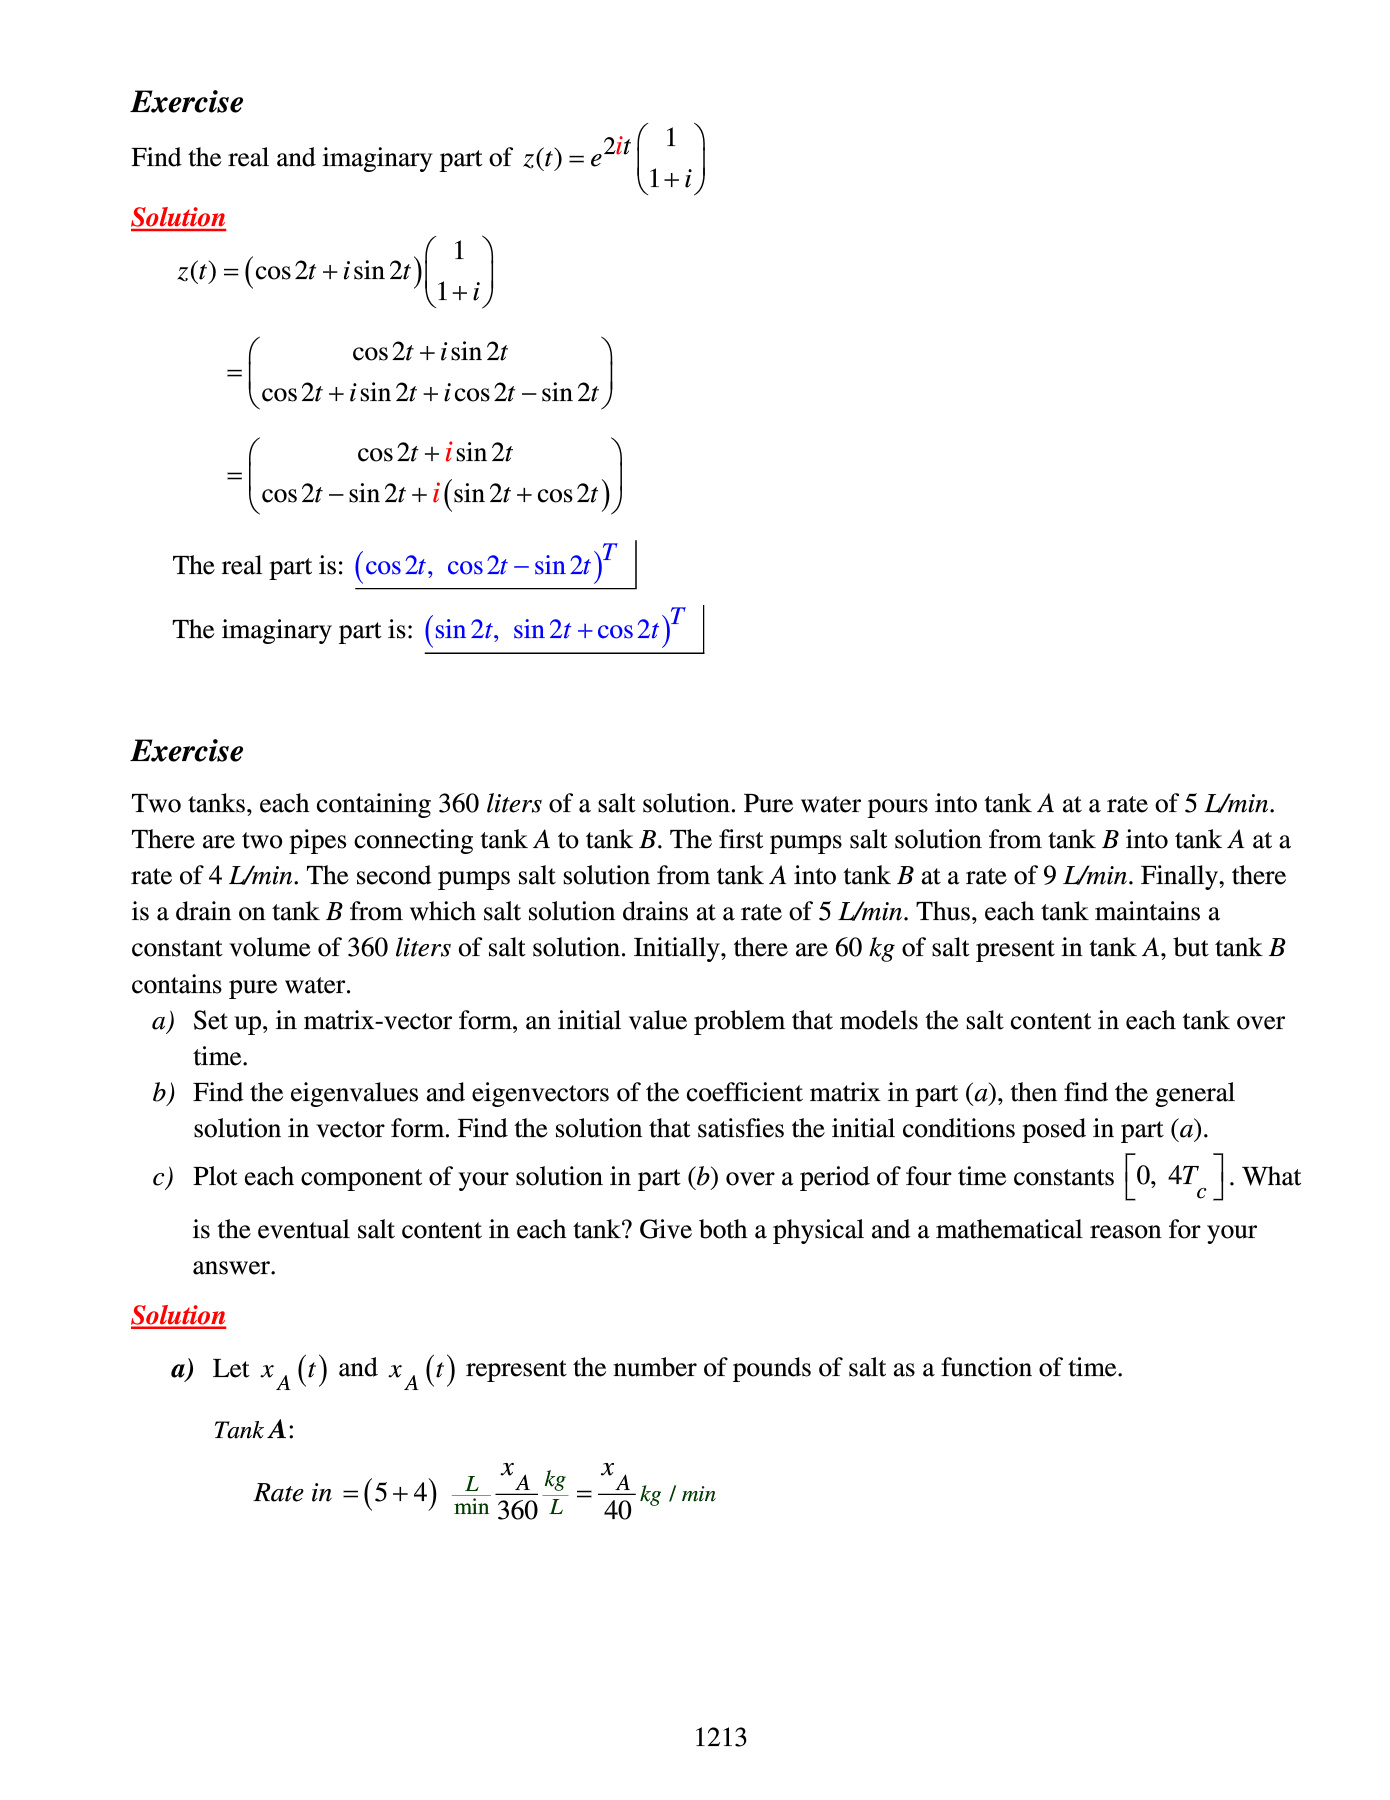 Exercise
Find the real and imaginary part of z(t) = e^{2it} \begin{pmatrix} 1 \\ 1+i \end{pmatrix}
Solution
z(t) = (cos 2t + i sin 2t) \begin{pmatrix} 1 \\ 1+i \end{pmatrix}
= \begin{pmatrix} cos 2t + i sin 2t \\ cos 2t + i sin 2t + i cos 2t − sin 2t \end{pmatrix}
= \begin{pmatrix} cos 2t + i sin 2t \\ cos 2t − sin 2t + i (sin 2t + cos 2t) \end{pmatrix}
The real part is: (cos 2t, cos 2t − sin 2t)^T
The imaginary part is: (sin 2t, sin 2t + cos 2t)^T
Exercise
Two tanks, each containing 360 liters of a salt solution. Pure water pours into tank A at a rate of 5 L/min.
There are two pipes connecting tank A to tank B. The first pumps salt solution from tank B into tank A at a
rate of 4 L/min. The second pumps salt solution from tank A into tank B at a rate of 9 L/min. Finally, there
is a drain on tank B from which salt solution drains at a rate of 5 L/min. Thus, each tank maintains a
constant volume of 360 liters of salt solution. Initially, there are 60 kg of salt present in tank A, but tank B
contains pure water.
a) Set up, in matrix-vector form, an initial value problem that models the salt content in each tank over
time.
b) Find the eigenvalues and eigenvectors of the coefficient matrix in part (a), then find the general
solution in vector form. Find the solution that satisfies the initial conditions posed in part (a).
c) Plot each component of your solution in part (b) over a period of four time constants [0, 4T_c]. What
is the eventual salt content in each tank? Give both a physical and a mathematical reason for your
answer.
Solution
a) Let x_A (t) and x_A (t) represent the number of pounds of salt as a function of time.
Tank A:
Rate in = (5 + 4) \frac{L}{min} \frac{x_A}{360} \frac{kg}{L} = \frac{x_A}{40} kg / min
1213